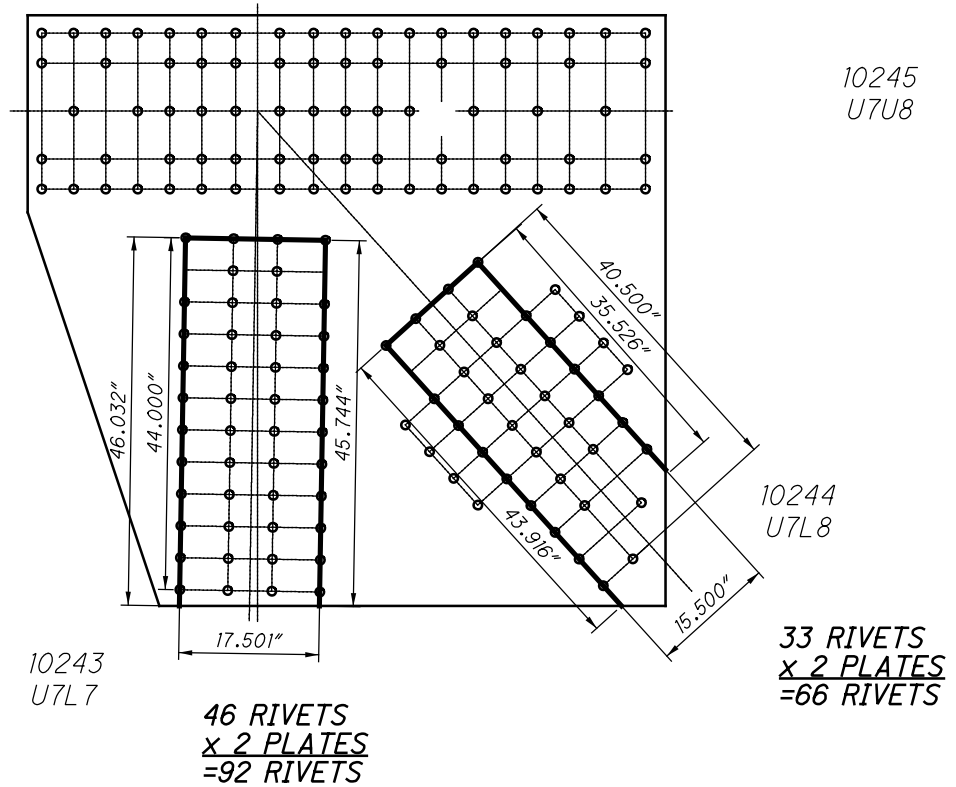 10245
U7U8
40.500"
35.526"
46.032"
44.000"
45.744"
43.916"
10244
U7L8
15.500"
17.501"
33 RIVETS
x 2 PLATES
=66 RIVETS
10243
U7L7
46 RIVETS
x 2 PLATES
=92 RIVETS